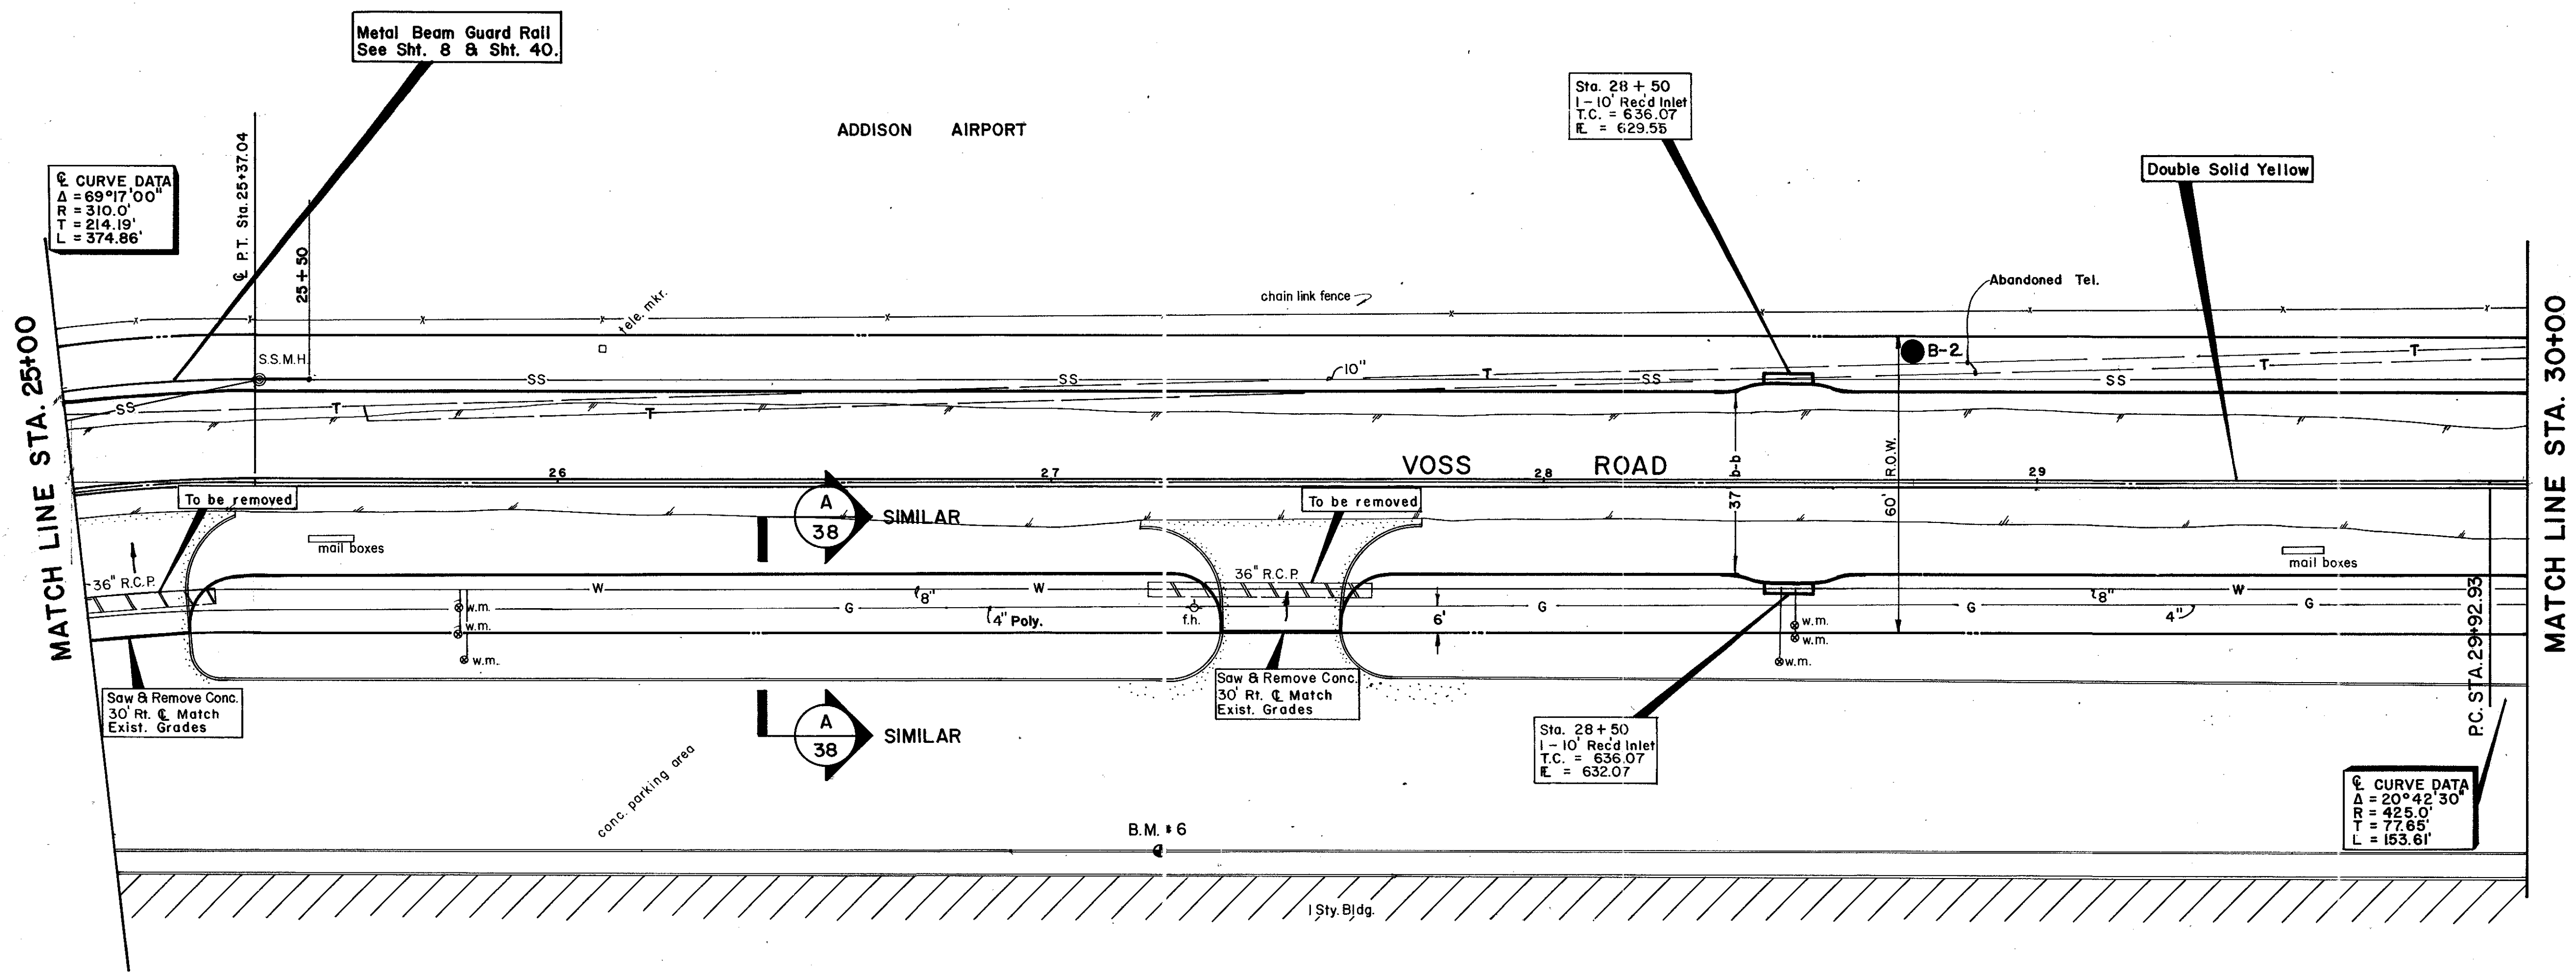 Metal Beam Guard Rail
See Sht. 8 & Sht. 40.
Sta. 28 + 50
1 - 10' Rec'd Inlet
T.C. = 636.07
FL = 629.55
ADDISON AIRPORT
Double Solid Yellow
℄ CURVE DATA
Δ = 69°17'00"
R = 310.0'
T = 214.19'
L = 374.86'
℄ P.T. Sta. 25+37.04
25+50
tele. mkr.
chain link fence
Abandoned Tel.
MATCH LINE STA. 25+00
MATCH LINE STA. 30+00
S.S.M.H.
B-2
10"
T
T
T
SS
SS
SS
SS
SS
T
T
26
27
VOSS ROAD
28
29
37' b-b
60' R.O.W.
To be removed
To be removed
A
38
SIMILAR
mail boxes
mail boxes
36" R.C.P.
36" R.C.P.
W
8"
W
8"
W
G
4" Poly.
f.h.
6'
G
G
4"
G
w.m.
w.m.
w.m.
w.m.
w.m.
w.m.
Saw & Remove Conc.
30' Rt. ℄ Match
Exist. Grades
Saw & Remove Conc.
30' Rt. ℄ Match
Exist. Grades
A
38
SIMILAR
Sta. 28 + 50
1 - 10' Rec'd Inlet
T.C. = 636.07
FL = 632.07
P.C. STA. 29+92.93
℄ CURVE DATA
Δ = 20°42'30"
R = 425.0'
T = 77.65'
L = 153.61'
conc. parking area
B.M. # 6
1 Sty. Bldg.